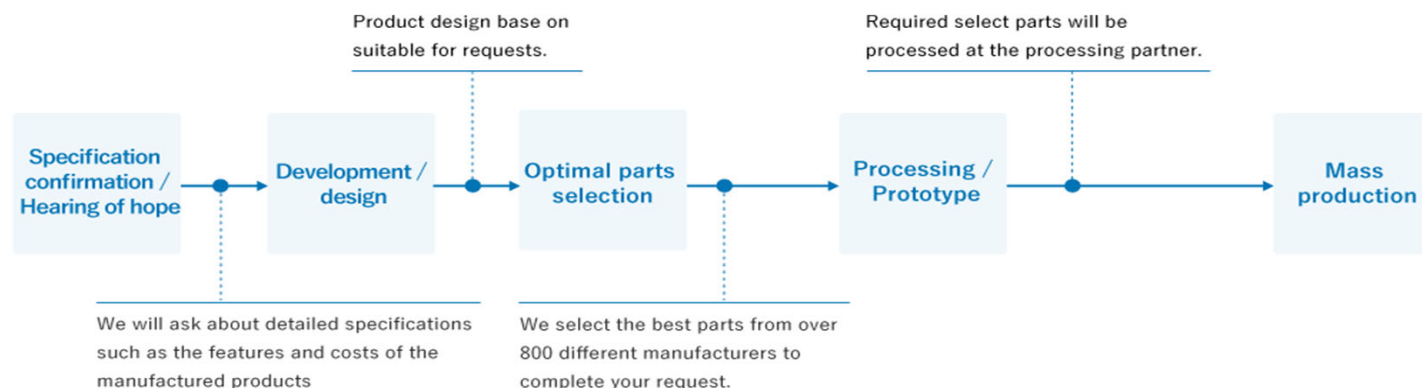 Product design base on
suitable for requests.
Required select parts will be
processed at the processing partner.
Specification
confirmation /
Hearing of hope
Development /
design
Optimal parts
selection
Processing /
Prototype
Mass
production
We will ask about detailed specifications
such as the features and costs of the
manufactured products
We select the best parts from over
800 different manufacturers to
complete your request.